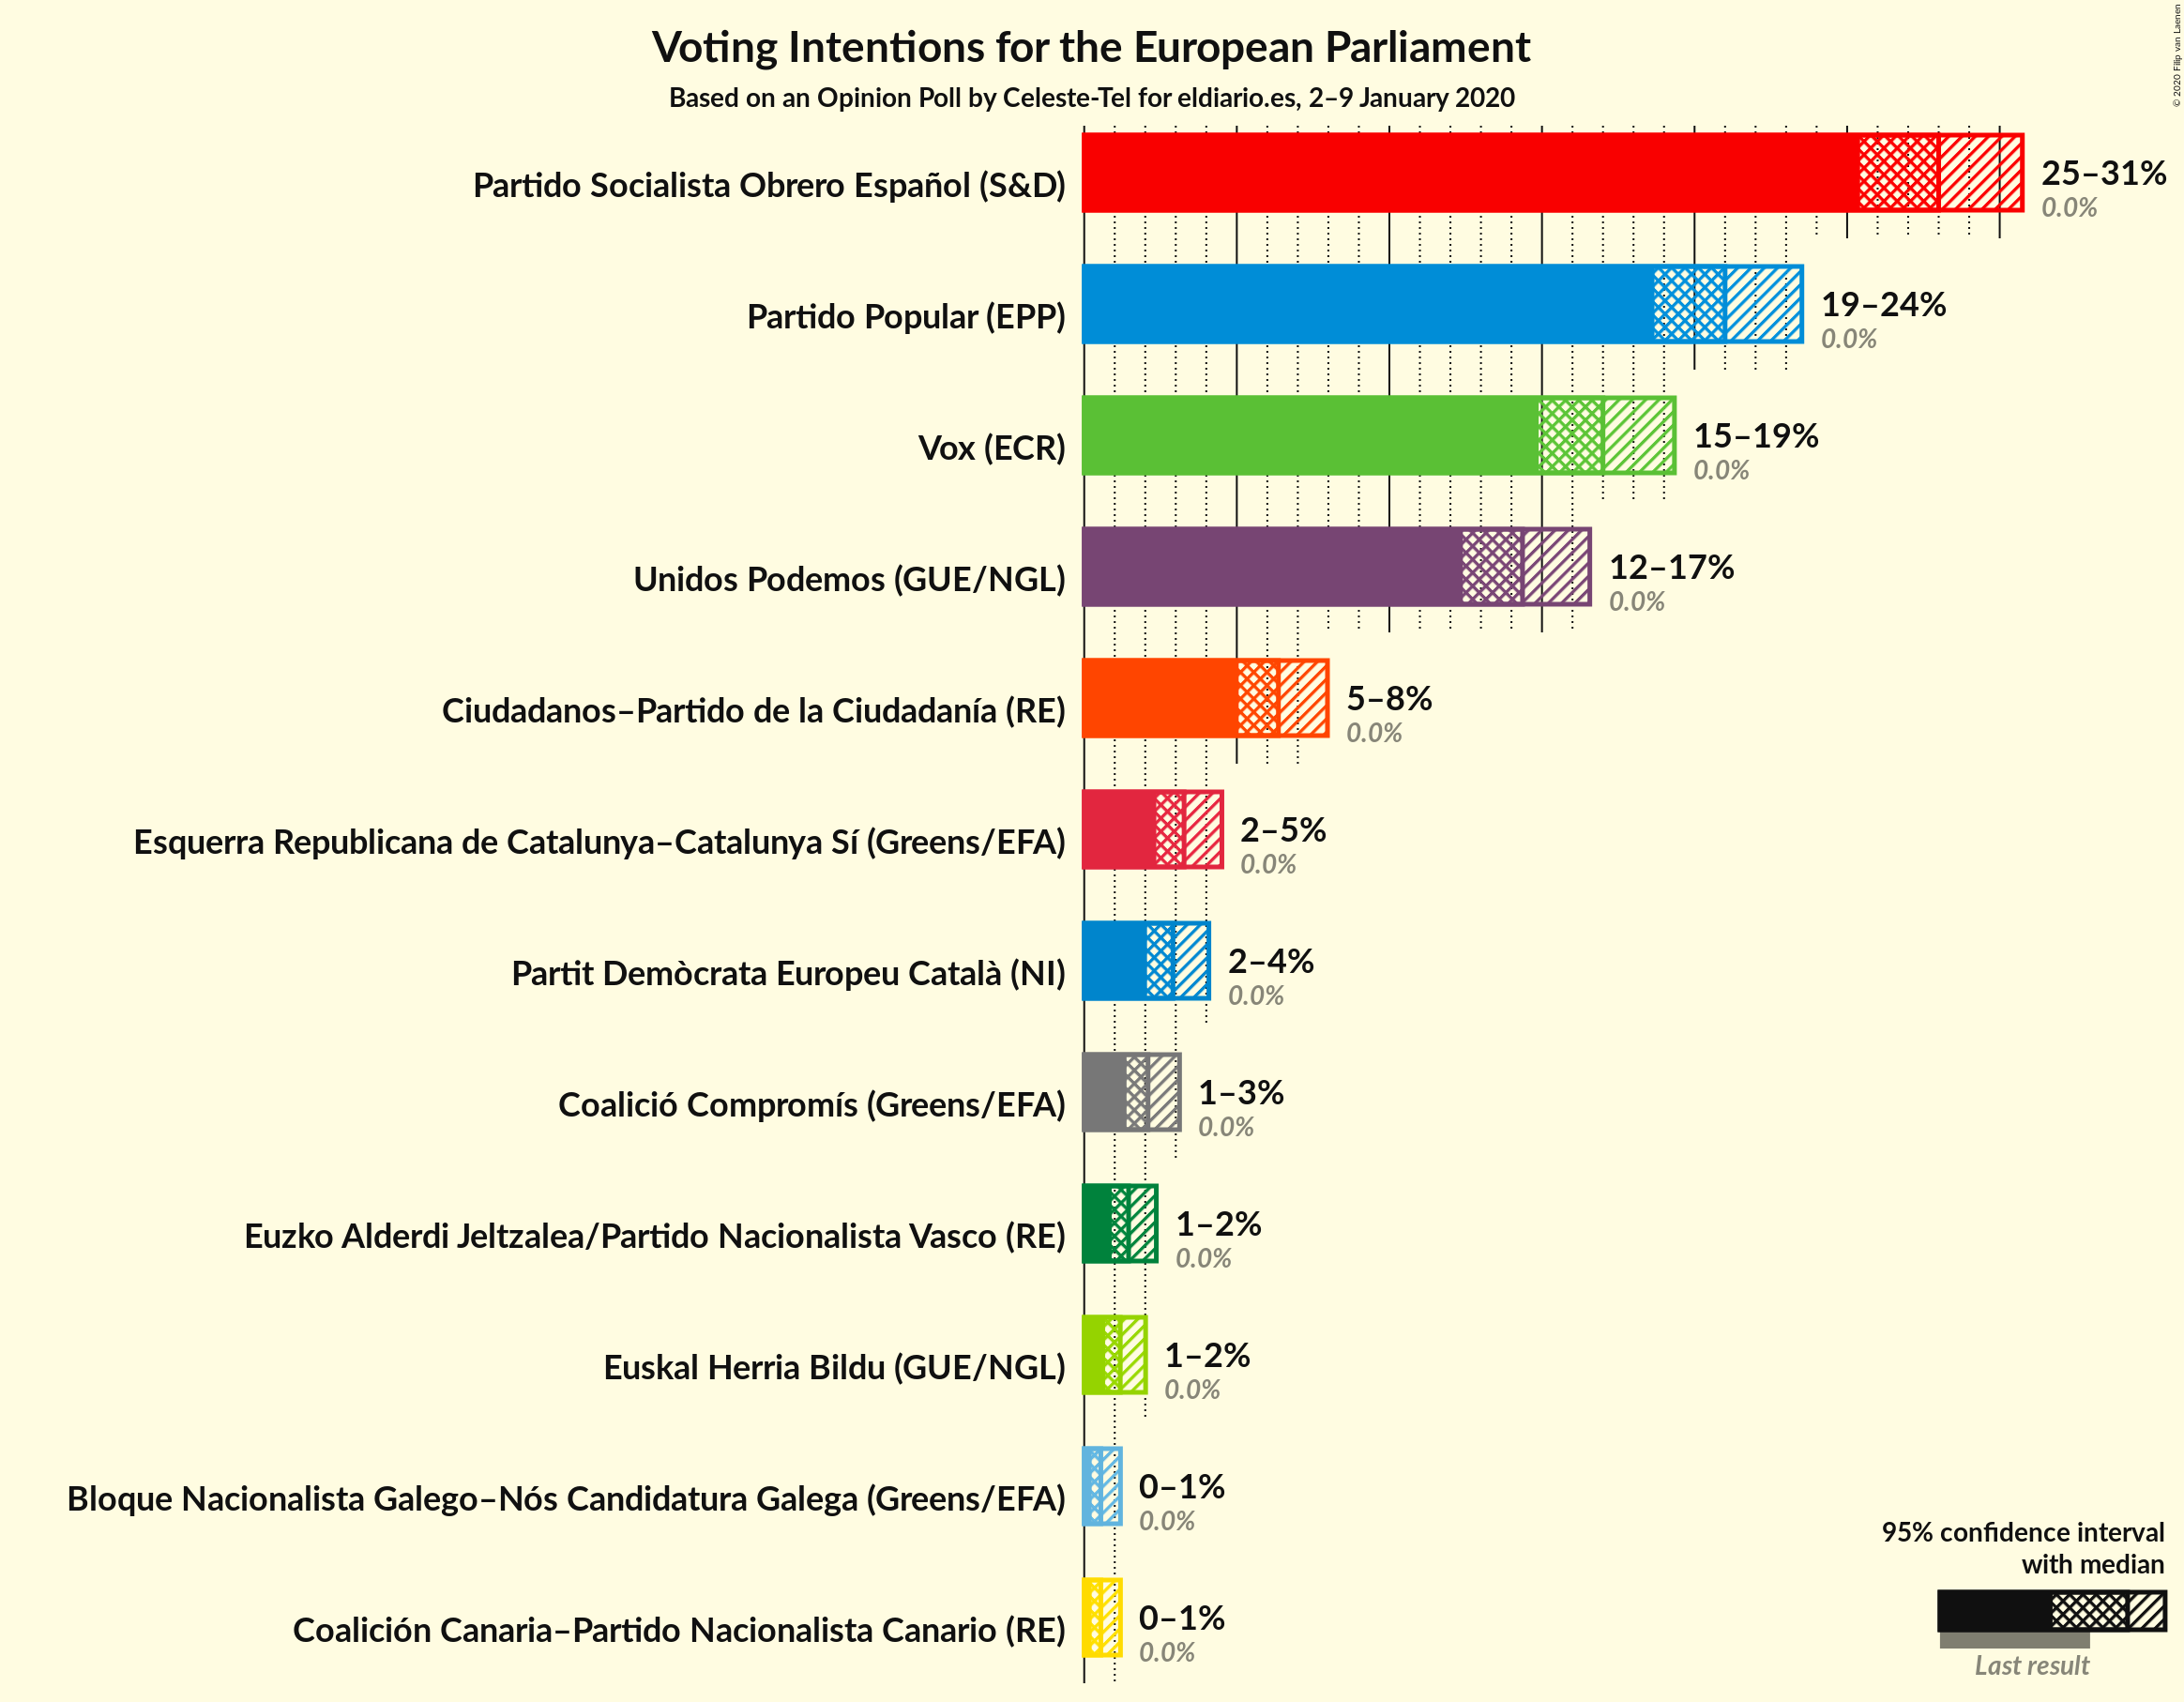 Voting Intentions for the European Parliament
Based on an Opinion Poll by Celeste-Tel for eldiario.es, 2–9 January 2020
© 2020 Filip van Laenen
Partido Socialista Obrero Español (S&D)
25–31%
0.0%
Partido Popular (EPP)
19–24%
0.0%
Vox (ECR)
15–19%
0.0%
Unidos Podemos (GUE/NGL)
12–17%
0.0%
Ciudadanos–Partido de la Ciudadanía (RE)
5–8%
0.0%
Esquerra Republicana de Catalunya–Catalunya Sí (Greens/EFA)
2–5%
0.0%
Partit Demòcrata Europeu Català (NI)
2–4%
0.0%
Coalició Compromís (Greens/EFA)
1–3%
0.0%
Euzko Alderdi Jeltzalea/Partido Nacionalista Vasco (RE)
1–2%
0.0%
Euskal Herria Bildu (GUE/NGL)
1–2%
0.0%
Bloque Nacionalista Galego–Nós Candidatura Galega (Greens/EFA)
0–1%
0.0%
Coalición Canaria–Partido Nacionalista Canario (RE)
0–1%
0.0%
95% confidence interval
with median
Last result